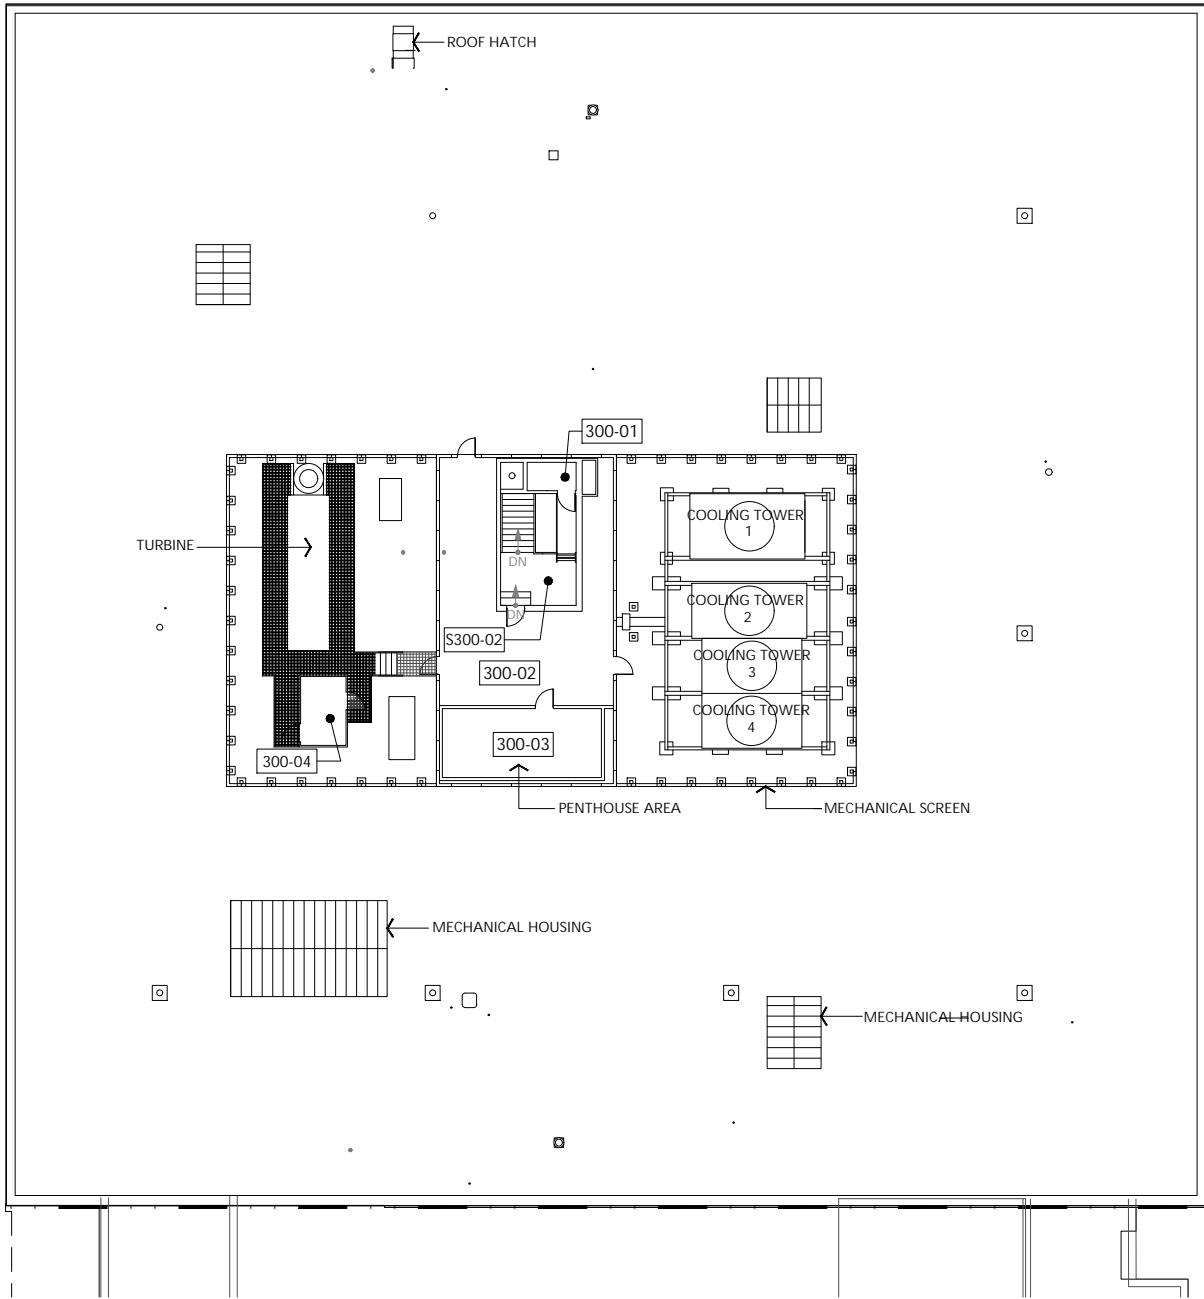 ROOF HATCH
300-01
COOLING TOWER
1
TURBINE
DN
COOLING TOWER
2
DN
S300-02
COOLING TOWER
3
300-02
COOLING TOWER
4
300-03
300-04
PENTHOUSE AREA
MECHANICAL SCREEN
MECHANICAL HOUSING
MECHANICAL HOUSING